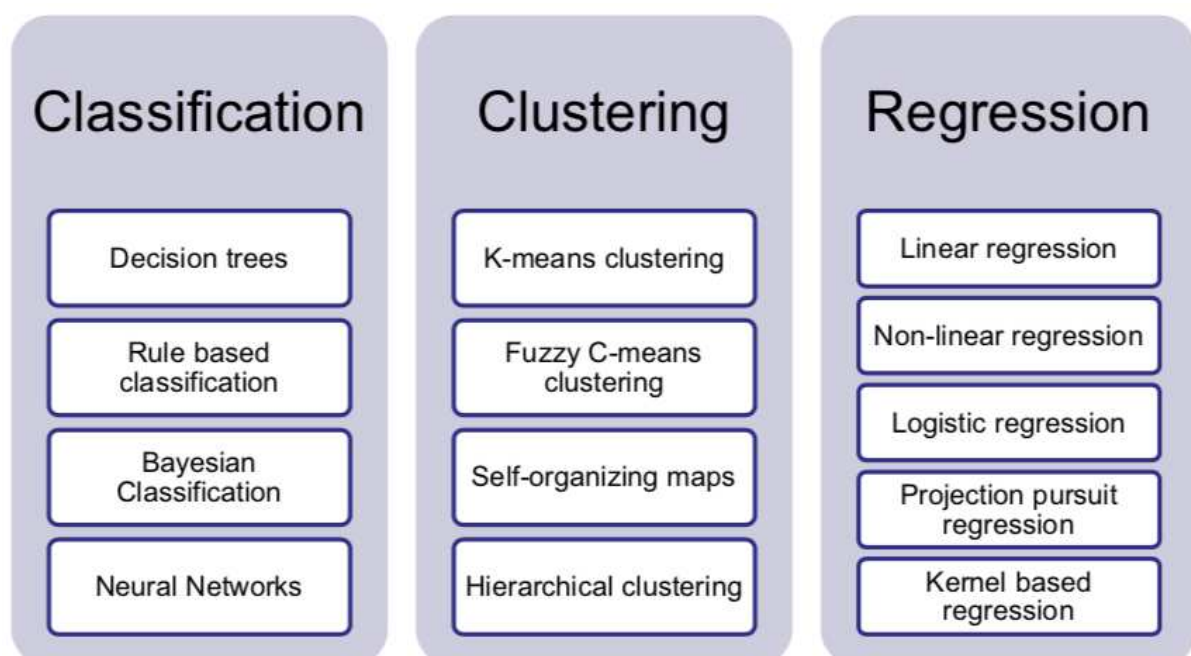 Classification
Decision trees
Rule based
classification
Bayesian
Classification
Neural Networks
Clustering
K-means clustering
Fuzzy C-means
clustering
Self-organizing maps
Hierarchical clustering
Regression
Linear regression
Non-linear regression
Logistic regression
Projection pursuit
regression
Kernel based
regression